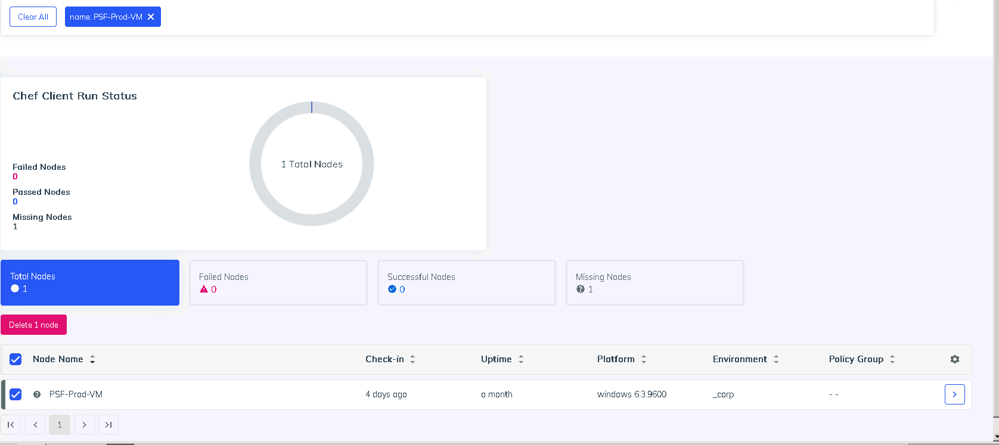 Clear All
name: PSF-Prod-VM
Chef Client Run Status
1 Total Nodes
Failed Nodes
0
Passed Nodes
0
Missing Nodes
1
Total Nodes
1
Failed Nodes
0
Successful Nodes
0
Missing Nodes
1
Delete 1 node
Node Name Check-in Uptime Platform Environment Policy Group
PSF-Prod-VM 4 days ago a month windows 6.3.9600 _corp - -
1